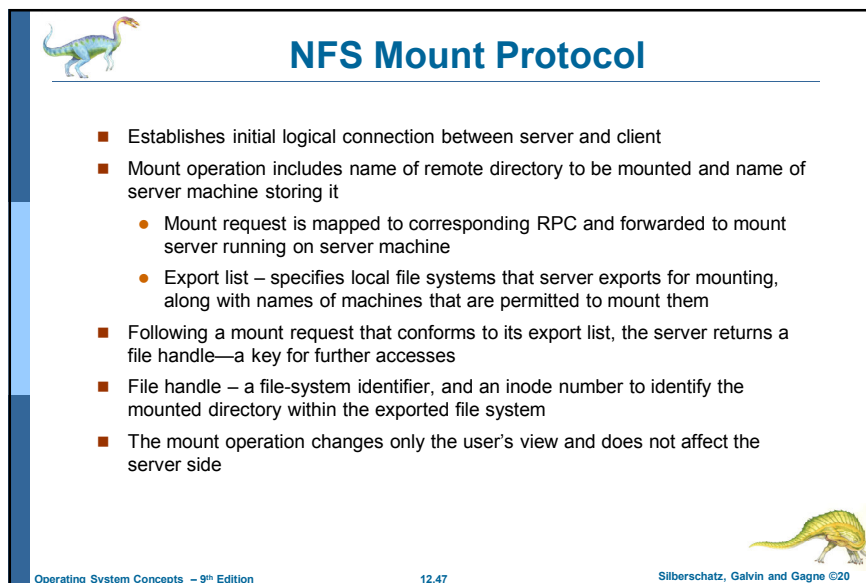 NFS Mount Protocol
■ Establishes initial logical connection between server and client
■ Mount operation includes name of remote directory to be mounted and name of
server machine storing it
● Mount request is mapped to corresponding RPC and forwarded to mount
server running on server machine
● Export list – specifies local file systems that server exports for mounting,
along with names of machines that are permitted to mount them
■ Following a mount request that conforms to its export list, the server returns a
file handle—a key for further accesses
■ File handle – a file-system identifier, and an inode number to identify the
mounted directory within the exported file system
■ The mount operation changes only the user’s view and does not affect the
server side
Operating System Concepts – 9th Edition
12.47
Silberschatz, Galvin and Gagne ©20